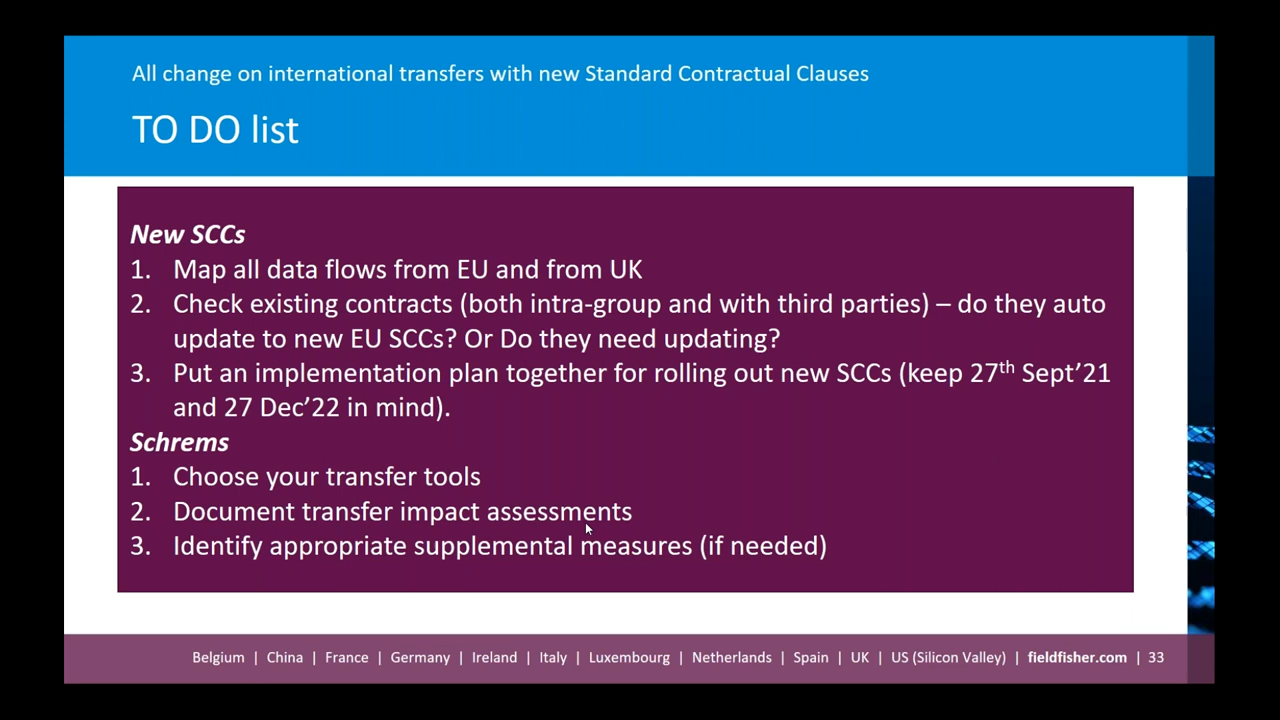 All change on international transfers with new Standard Contractual Clauses
TO DO list
New SCCs
1. Map all data flows from EU and from UK
2. Check existing contracts (both intra-group and with third parties) – do they auto
update to new EU SCCs? Or Do they need updating?
3. Put an implementation plan together for rolling out new SCCs (keep 27th Sept’21
and 27 Dec’22 in mind).
Schrems
1. Choose your transfer tools
2. Document transfer impact assessments
3. Identify appropriate supplemental measures (if needed)
Belgium | China | France | Germany | Ireland | Italy | Luxembourg | Netherlands | Spain | UK | US (Silicon Valley) | fieldfisher.com | 33